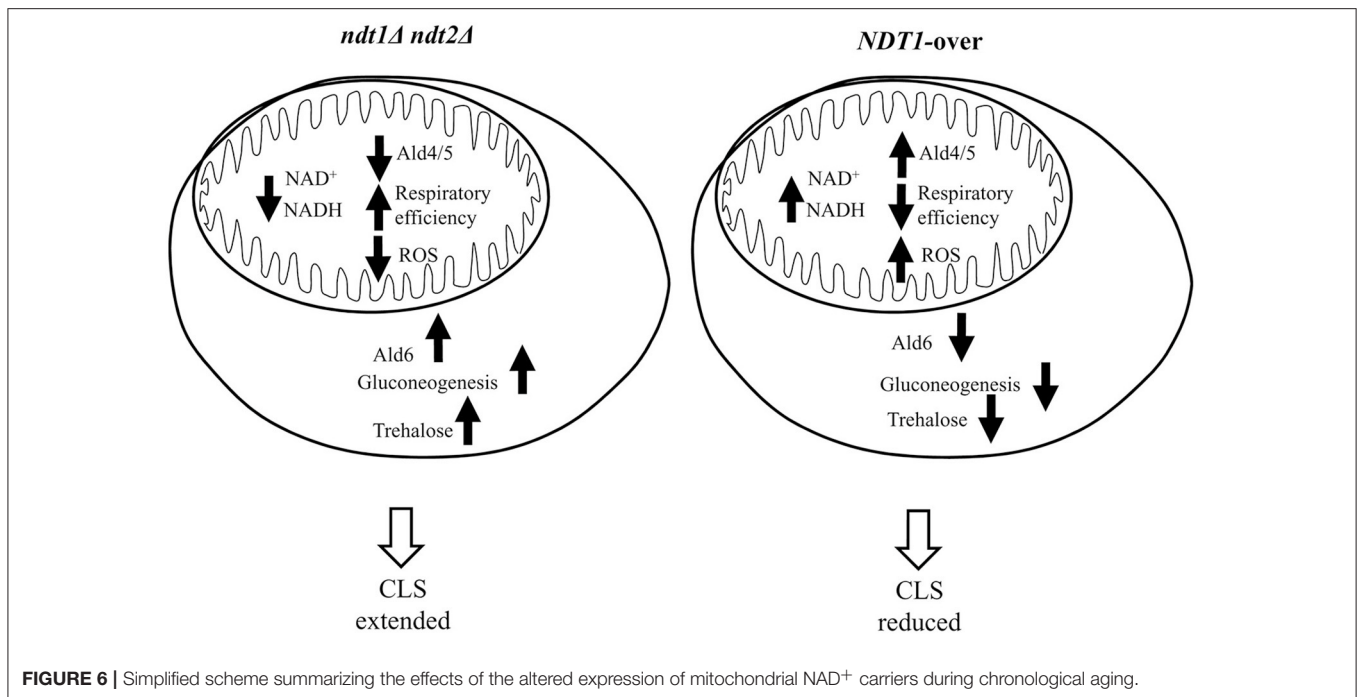 ndt1Δ ndt2Δ
Ald4/5
NAD⁺
NADH
Respiratory
efficiency
ROS
Ald6
Gluconeogenesis
Trehalose
CLS
extended
NDT1-over
Ald4/5
NAD⁺
NADH
Respiratory
efficiency
ROS
Ald6
Gluconeogenesis
Trehalose
CLS
reduced
FIGURE 6 | Simplified scheme summarizing the effects of the altered expression of mitochondrial NAD⁺ carriers during chronological aging.